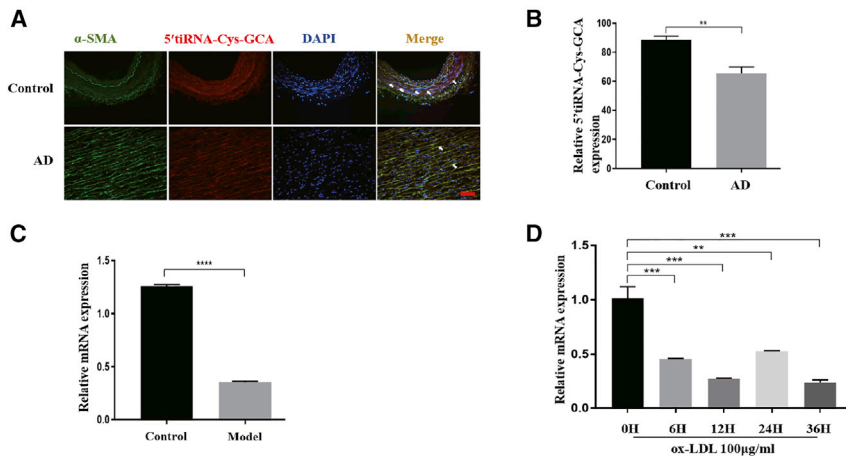 A
α-SMA 5'tiRNA-Cys-GCA DAPI Merge
Control
AD
B
Relative 5'tiRNA-Cys-GCA
expression
100
80
60
40
20
0
**
Control AD
C
Relative mRNA expression
1.5
1.0
0.5
0.0
****
Control Model
D
Relative mRNA expression
1.5
1.0
0.5
0.0
***
**
***
***
0H 6H 12H 24H 36H
ox-LDL 100μg/ml